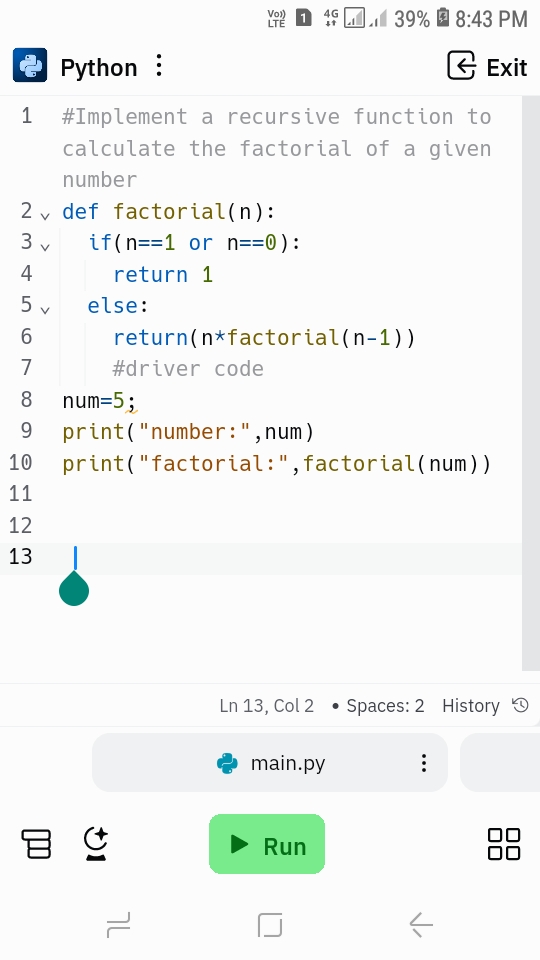 Vo)) LTE 1 4G 39% 8:43 PM
Python Exit
1 #Implement a recursive function to
calculate the factorial of a given
number
2 def factorial(n):
3 if(n==1 or n==0):
4 return 1
5 else:
6 return(n*factorial(n-1))
7 #driver code
8 num=5;
9 print("number:",num)
10 print("factorial:",factorial(num))
11
12
13
Ln 13, Col 2 • Spaces: 2 History
main.py
Run